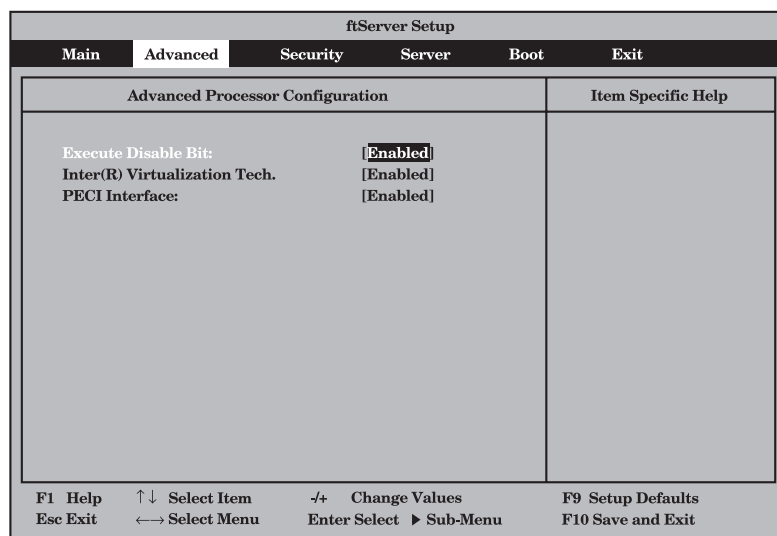 ftServer Setup
Main Advanced Security Server Boot Exit
Advanced Processor Configuration
Item Specific Help
Execute Disable Bit: [Enabled]
Inter(R) Virtualization Tech. [Enabled]
PECI Interface: [Enabled]
F1 Help ↑↓ Select Item -/+ Change Values F9 Setup Defaults
Esc Exit ←→ Select Menu Enter Select ▶ Sub-Menu F10 Save and Exit